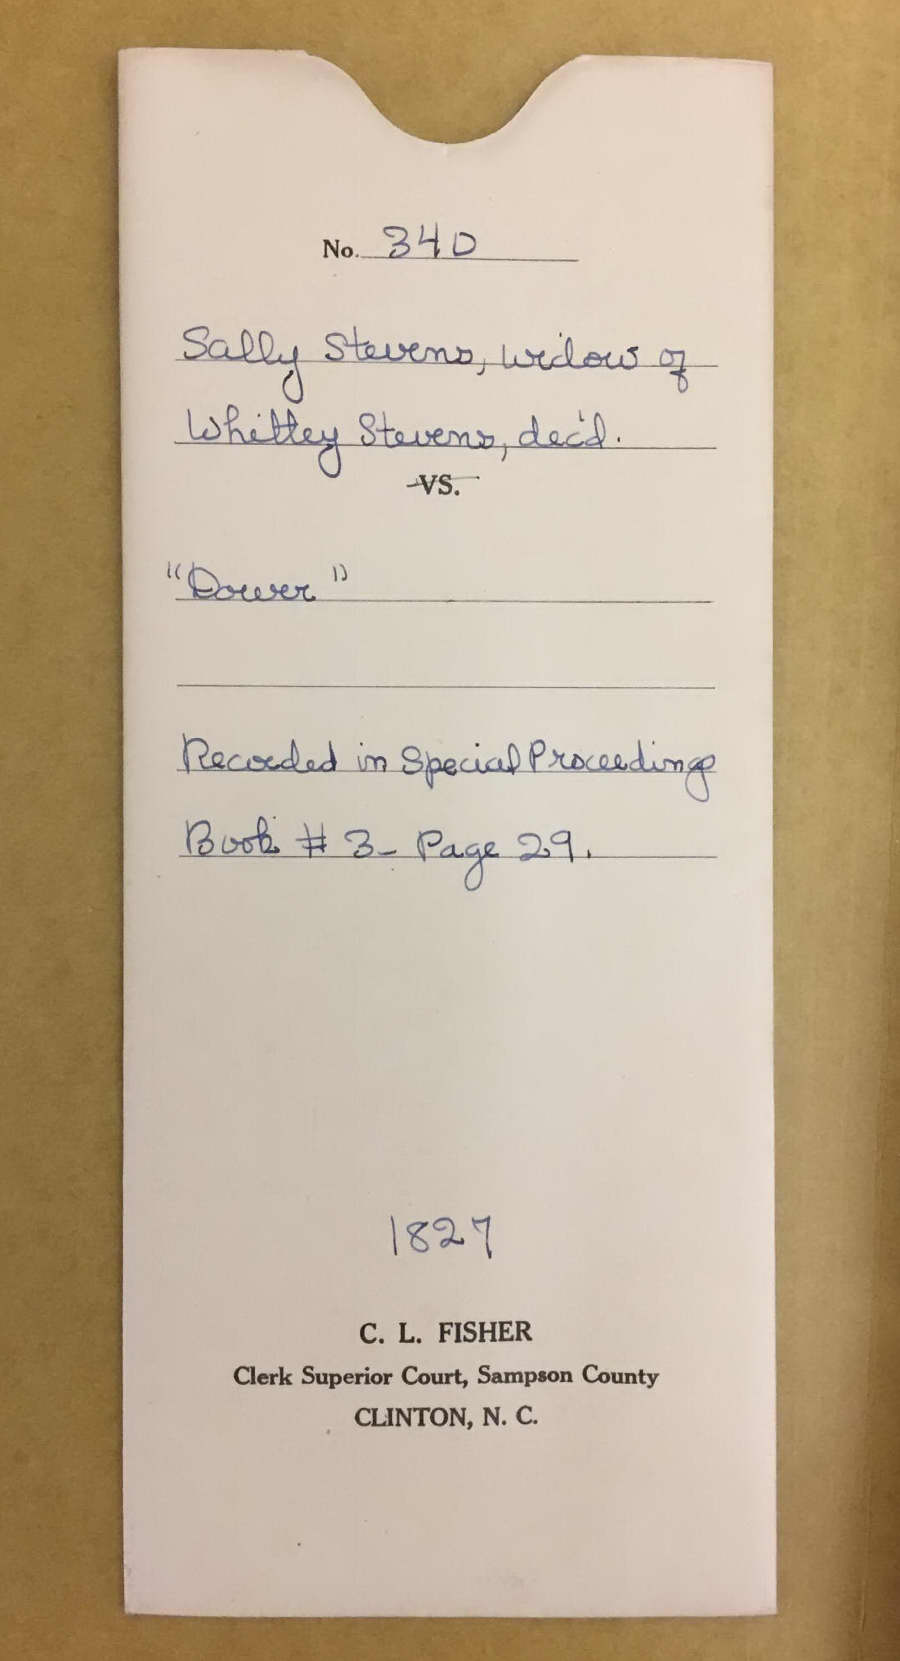 No. 340
Sally Stevens, widow of
Whitley Stevens, dec'd.
VS.
"Dower"
Recorded in Special Proceedings
Book # 3- Page 29.
1827
C. L. FISHER
Clerk Superior Court, Sampson County
CLINTON, N. C.